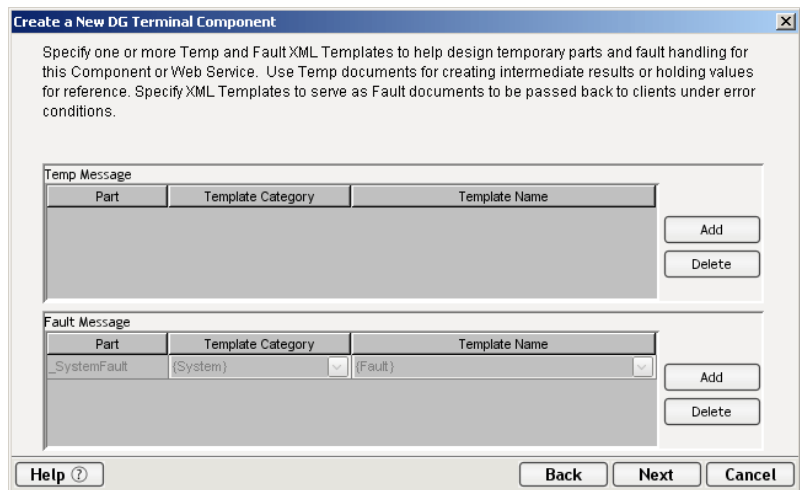 Create a New DG Terminal Component
Specify one or more Temp and Fault XML Templates to help design temporary parts and fault handling for
this Component or Web Service.  Use Temp documents for creating intermediate results or holding values
for reference. Specify XML Templates to serve as Fault documents to be passed back to clients under error
conditions.
Temp Message
Part Template Category Template Name
Add
Delete
Fault Message
Part Template Category Template Name
_SystemFault {System} {Fault}
Add
Delete
Help ? Back Next Cancel